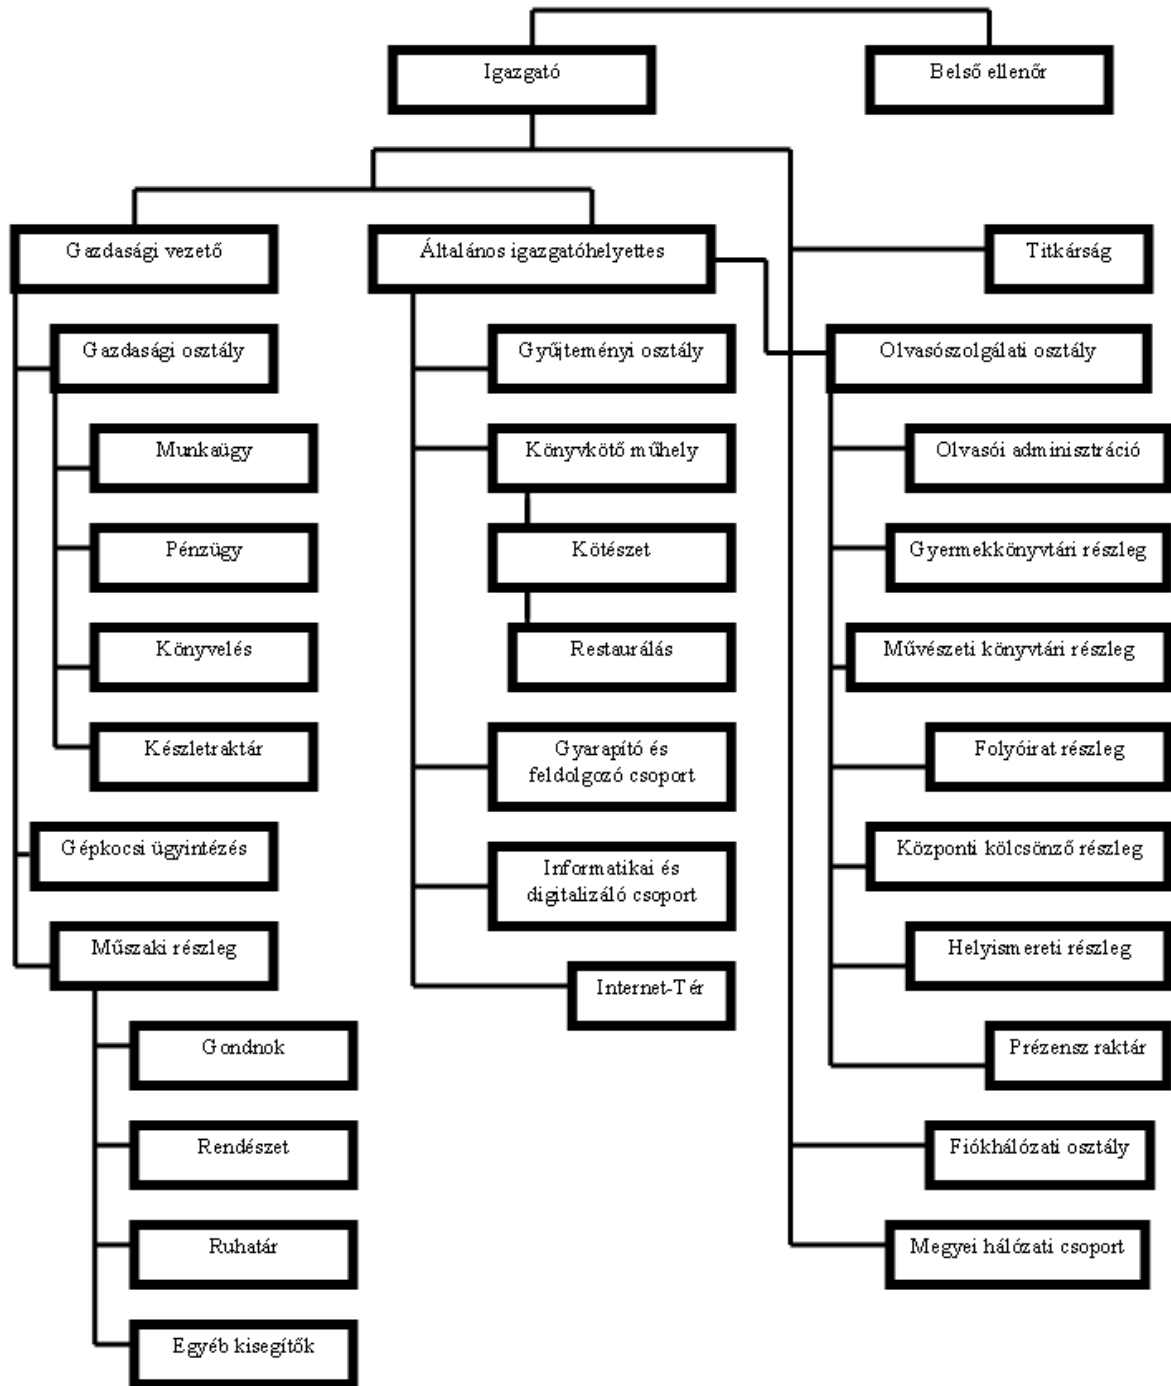 Igazgató
Belső ellenőr
Gazdasági vezető
Általános igazgatóhelyettes
Titkárság
Gazdasági osztály
Gyűjteményi osztály
Olvasószolgálati osztály
Munkaügy
Könyvkötő műhely
Olvasói adminisztráció
Pénzügy
Kötészet
Gyermekkönyvtári részleg
Könyvelés
Restaurálás
Művészeti könyvtári részleg
Készletraktár
Gyarapító és
feldolgozó csoport
Folyóirat részleg
Gépkocsi ügyintézés
Informatikai és
digitalizáló csoport
Központi kölcsönző részleg
Műszaki részleg
Internet-Tér
Helyismereti részleg
Gondnok
Prézensz raktár
Rendészet
Fiókhálózati osztály
Ruhatár
Megyei hálózati csoport
Egyéb kisegítők